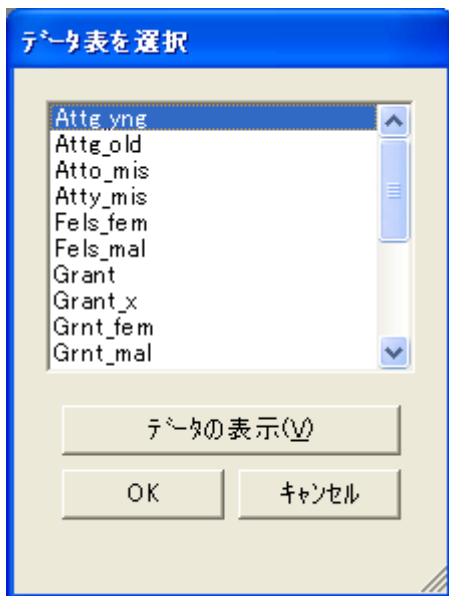 データ表を選択
Attg_yng
Attg_old
Atto_mis
Atty_mis
Fels_fem
Fels_mal
Grant
Grant_x
Grnt_fem
Grnt_mal
データの表示(V)
OK
キャンセル